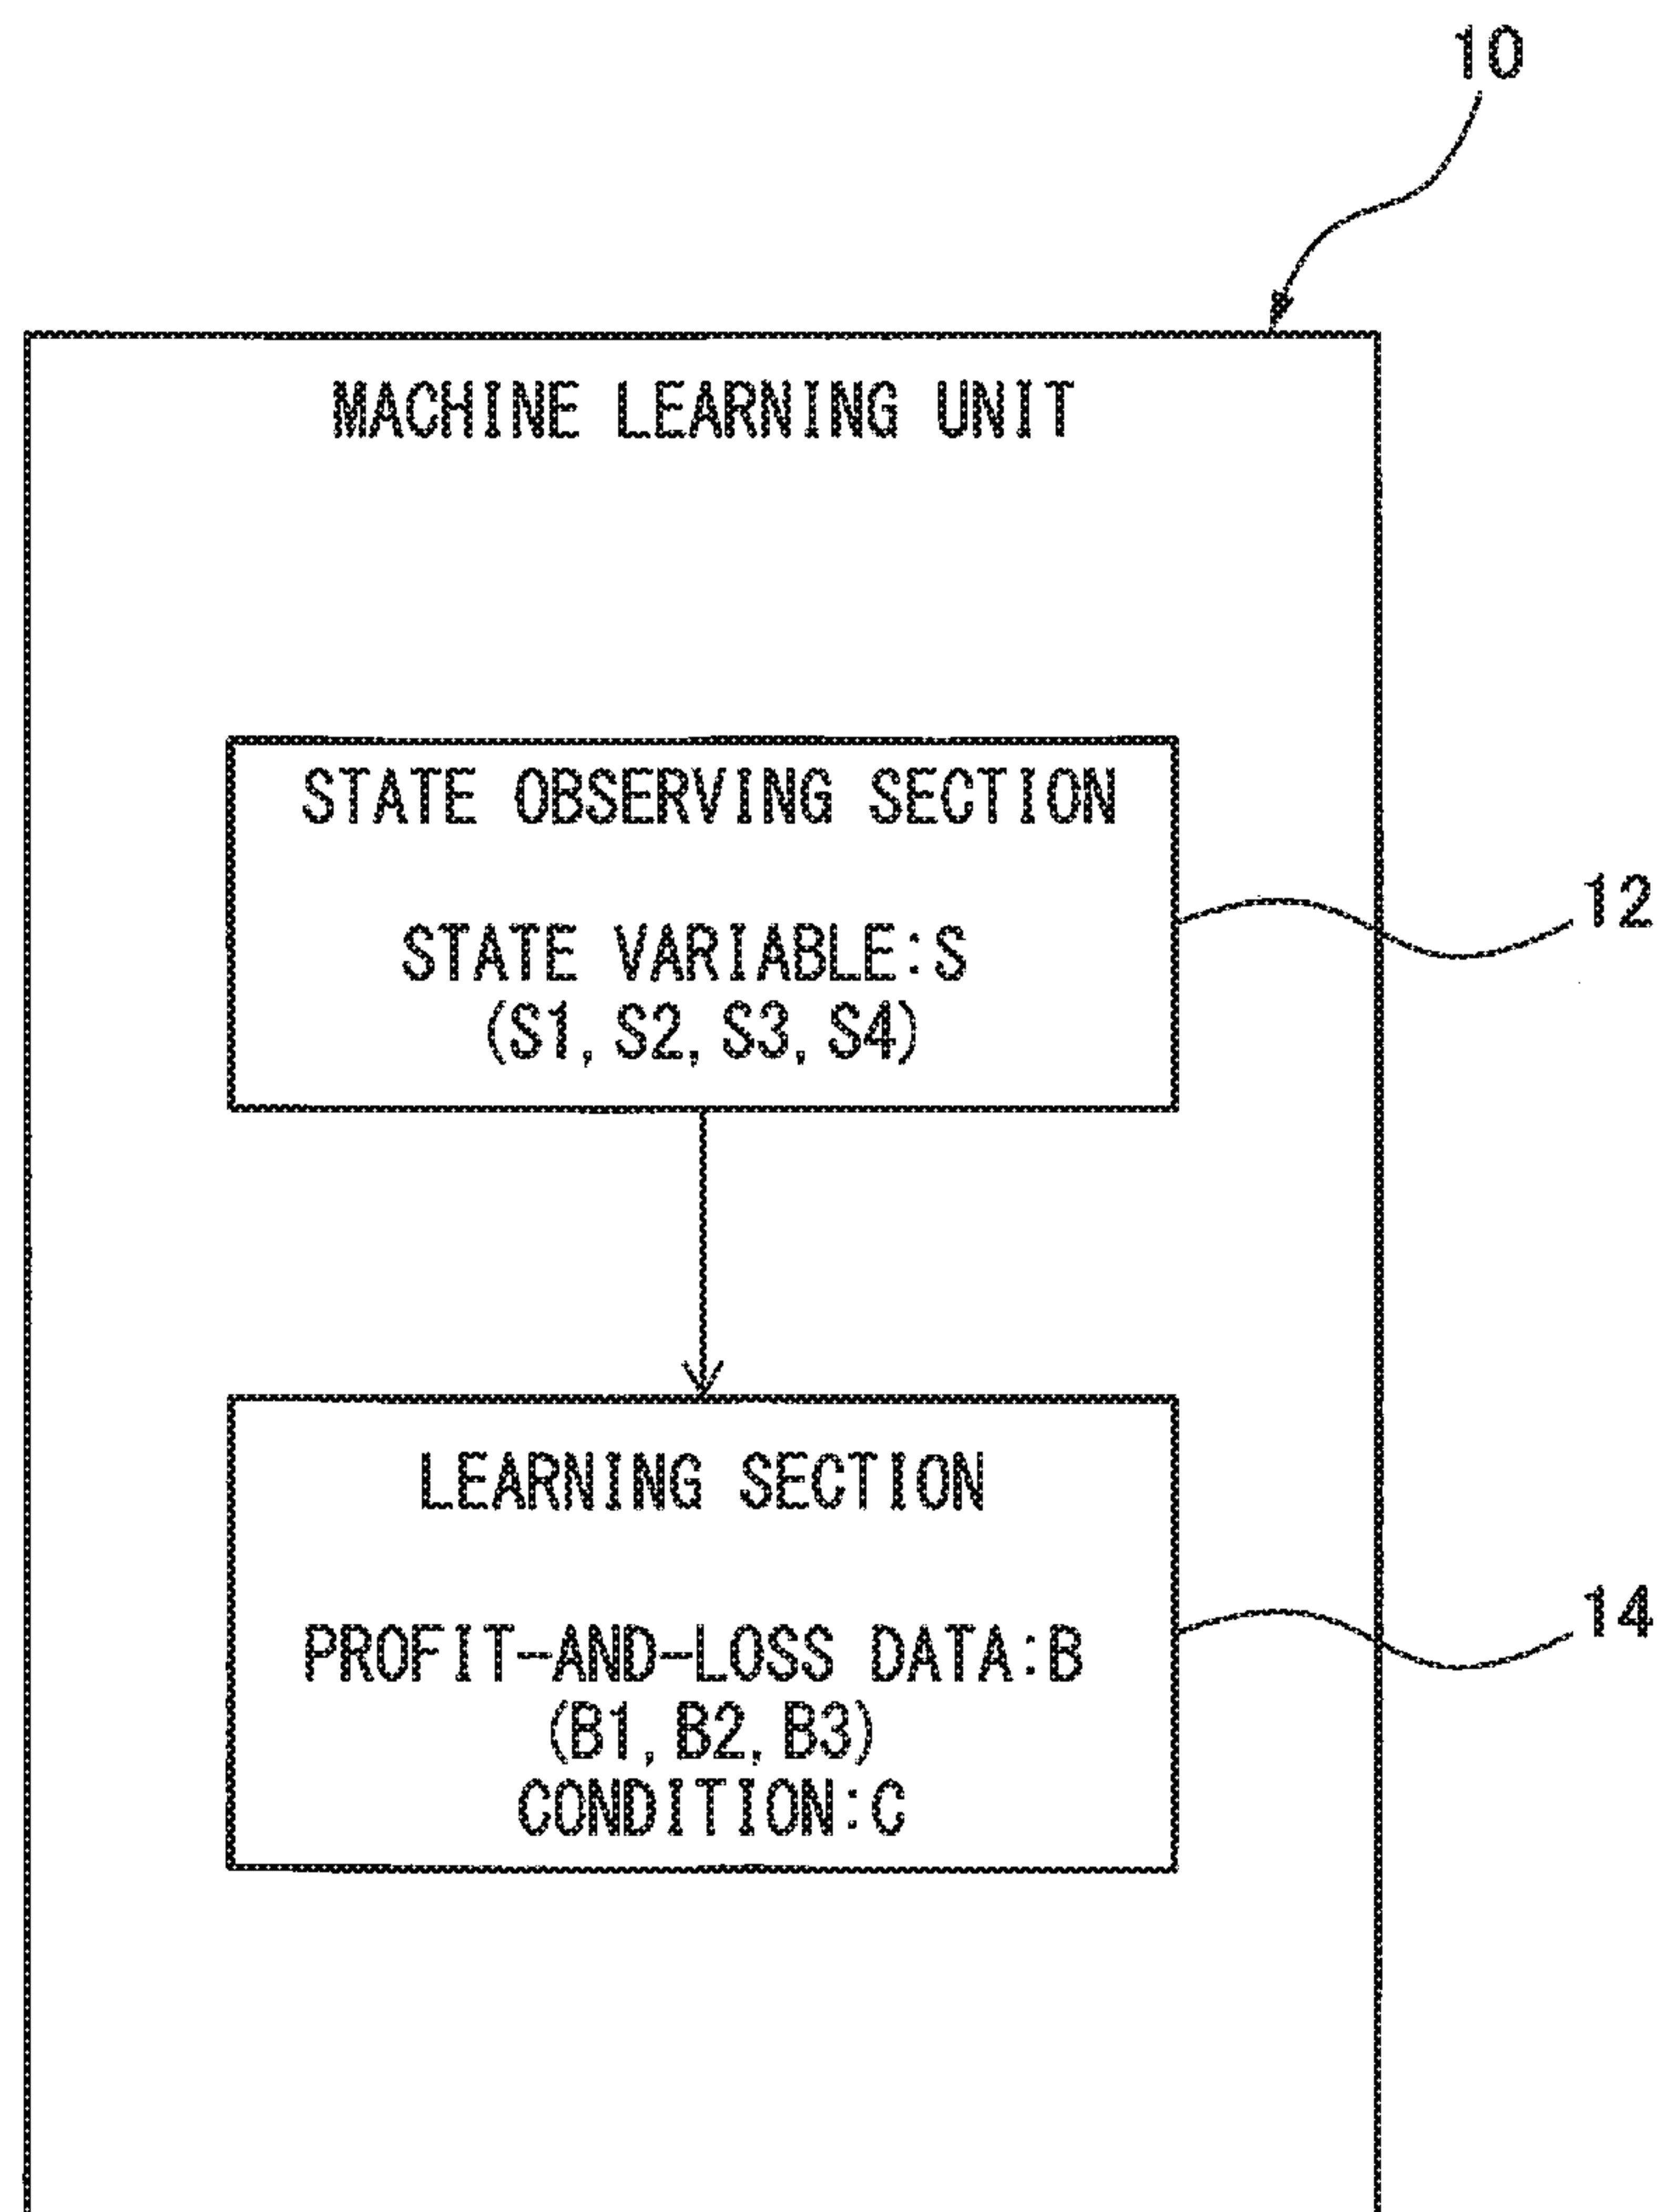 10
MACHINE LEARNING UNIT
STATE OBSERVING SECTION
STATE VARIABLE:S
(S1, S2, S3, S4)
12
LEARNING SECTION
PROFIT-AND-LOSS DATA:B
(B1, B2, B3)
CONDITION:C
14